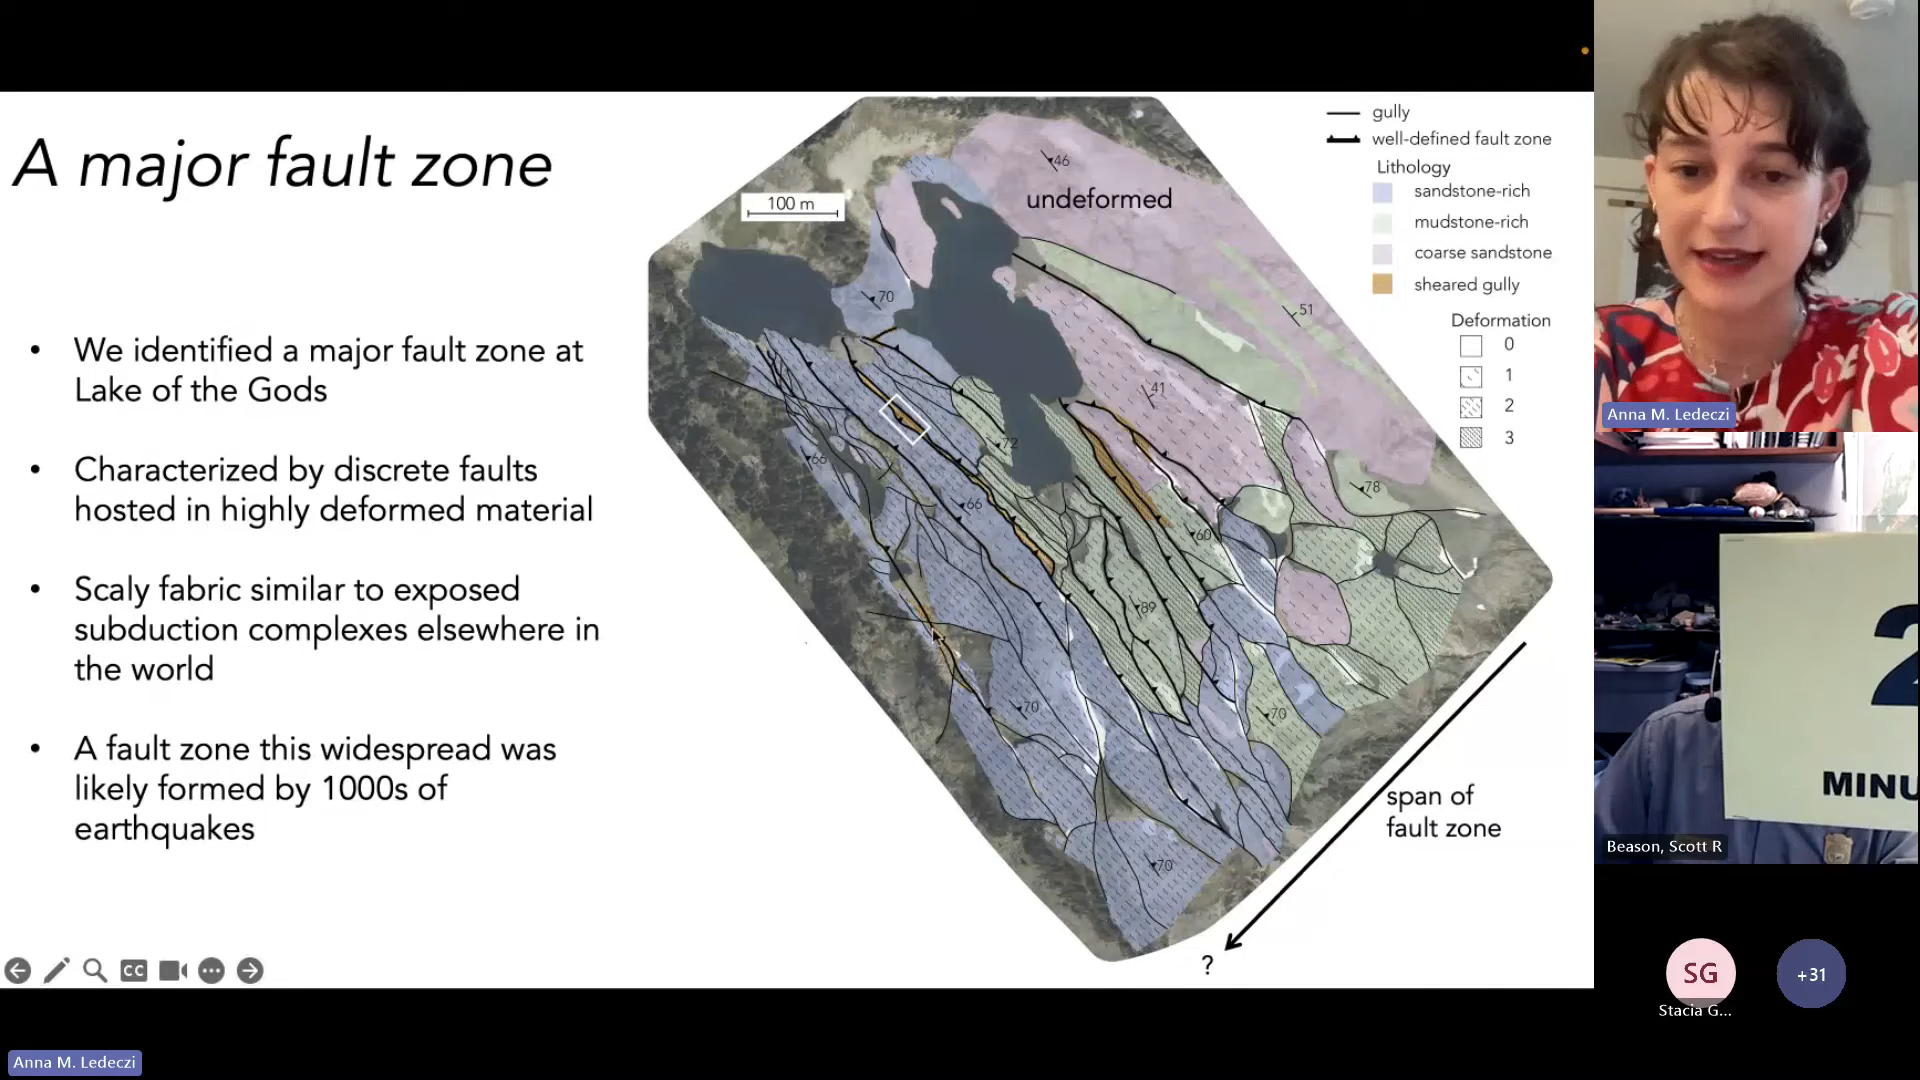 A major fault zone
• We identified a major fault zone at
Lake of the Gods
• Characterized by discrete faults
hosted in highly deformed material
• Scaly fabric similar to exposed
subduction complexes elsewhere in
the world
• A fault zone this widespread was
likely formed by 1000s of
earthquakes
100 m
undeformed
46
70
51
41
72
66
78
66
60
89
70
70
70
gully
well-defined fault zone
Lithology
sandstone-rich
mudstone-rich
coarse sandstone
sheared gully
Deformation
0
1
2
3
span of
fault zone
?
CC
Anna M. Ledeczi
Anna M. Ledeczi
2
MINU
Beason, Scott R
SG
Stacia G...
+31